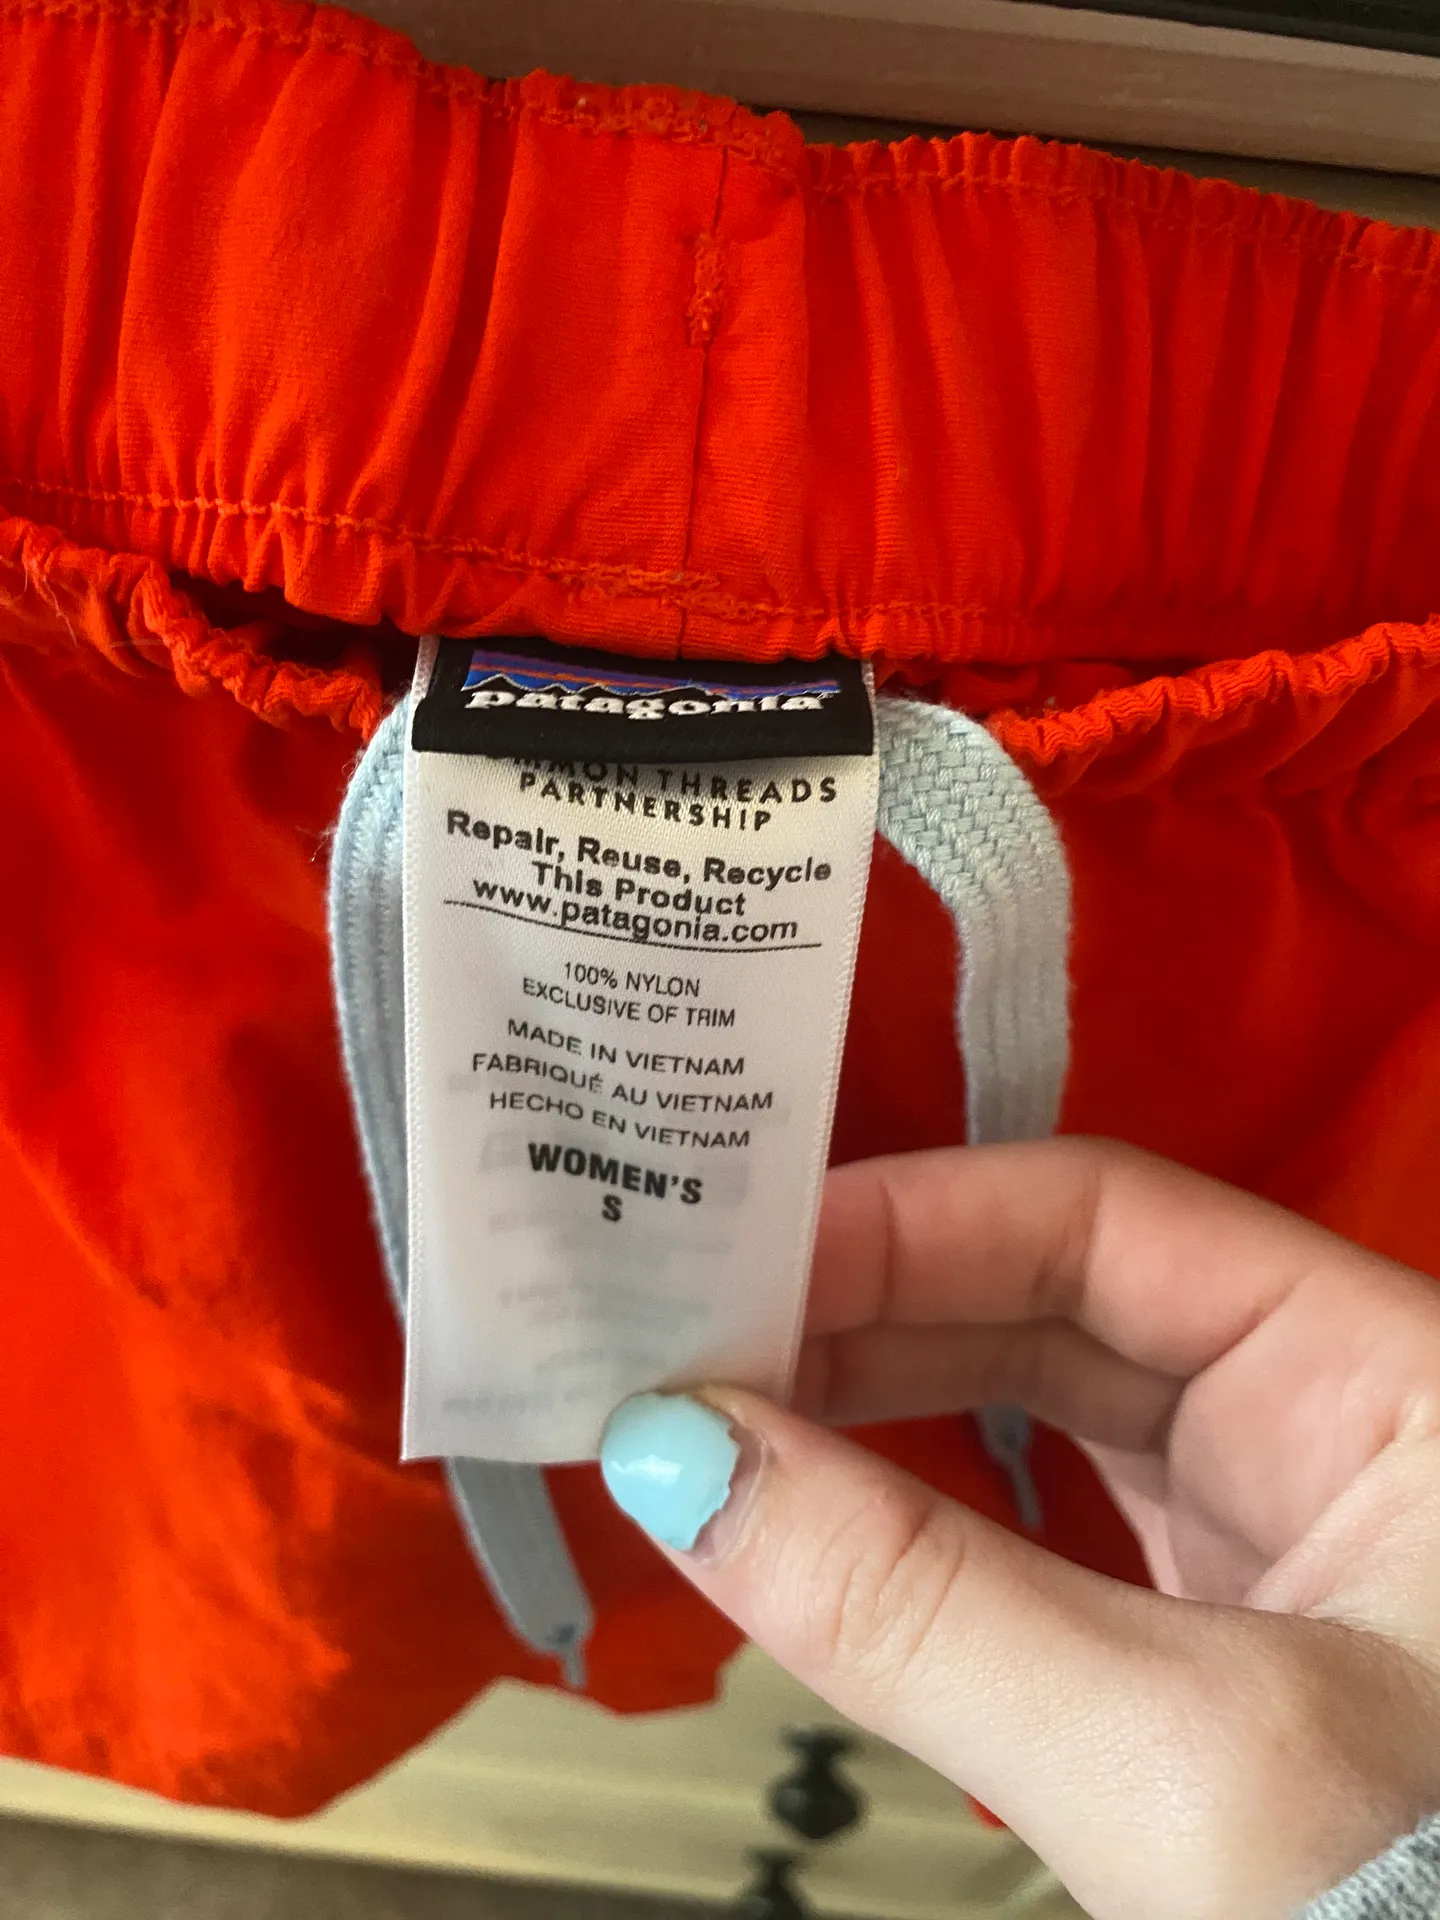 patagonia
THREADS
PARTNERSHIP
Repair, Reuse, Recycle
This Product
www.patagonia.com
100% NYLON
EXCLUSIVE OF TRIM
MADE IN VIETNAM
FABRIQUÉ AU VIETNAM
HECHO EN VIETNAM
WOMEN'S
S